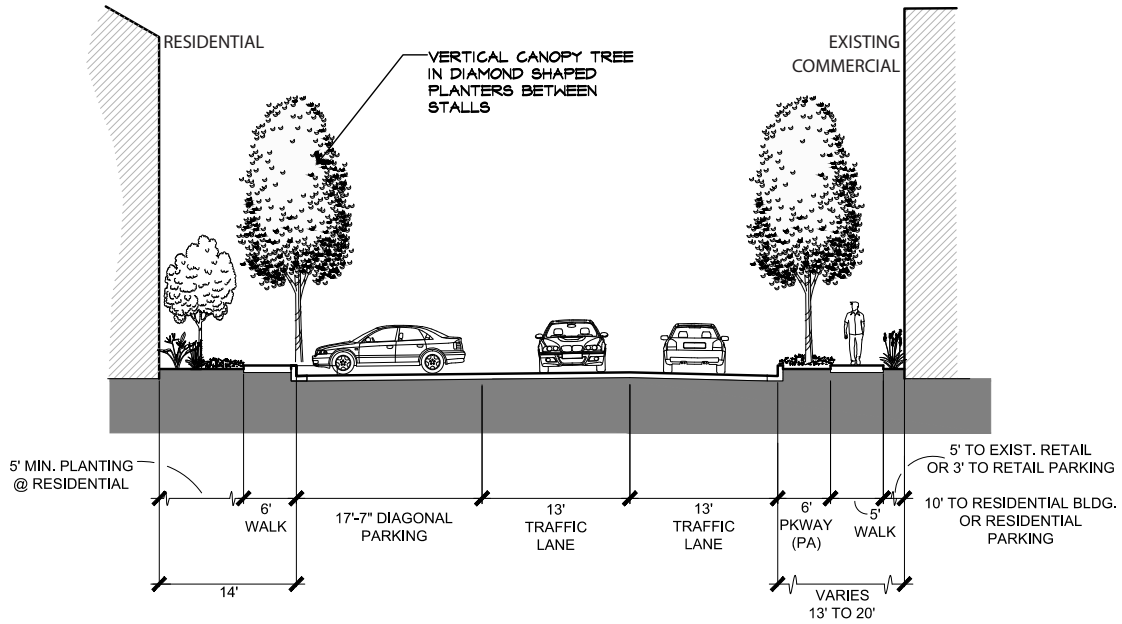 RESIDENTIAL
VERTICAL CANOPY TREE
IN DIAMOND SHAPED
PLANTERS BETWEEN
STALLS
EXISTING
COMMERCIAL
5' MIN. PLANTING
@ RESIDENTIAL
6'
WALK
17'-7" DIAGONAL
PARKING
13'
TRAFFIC
LANE
13'
TRAFFIC
LANE
6'
PKWAY
(PA)
5'
WALK
5' TO EXIST. RETAIL
OR 3' TO RETAIL PARKING
10' TO RESIDENTIAL BLDG.
OR RESIDENTIAL
PARKING
14'
VARIES
13' TO 20'